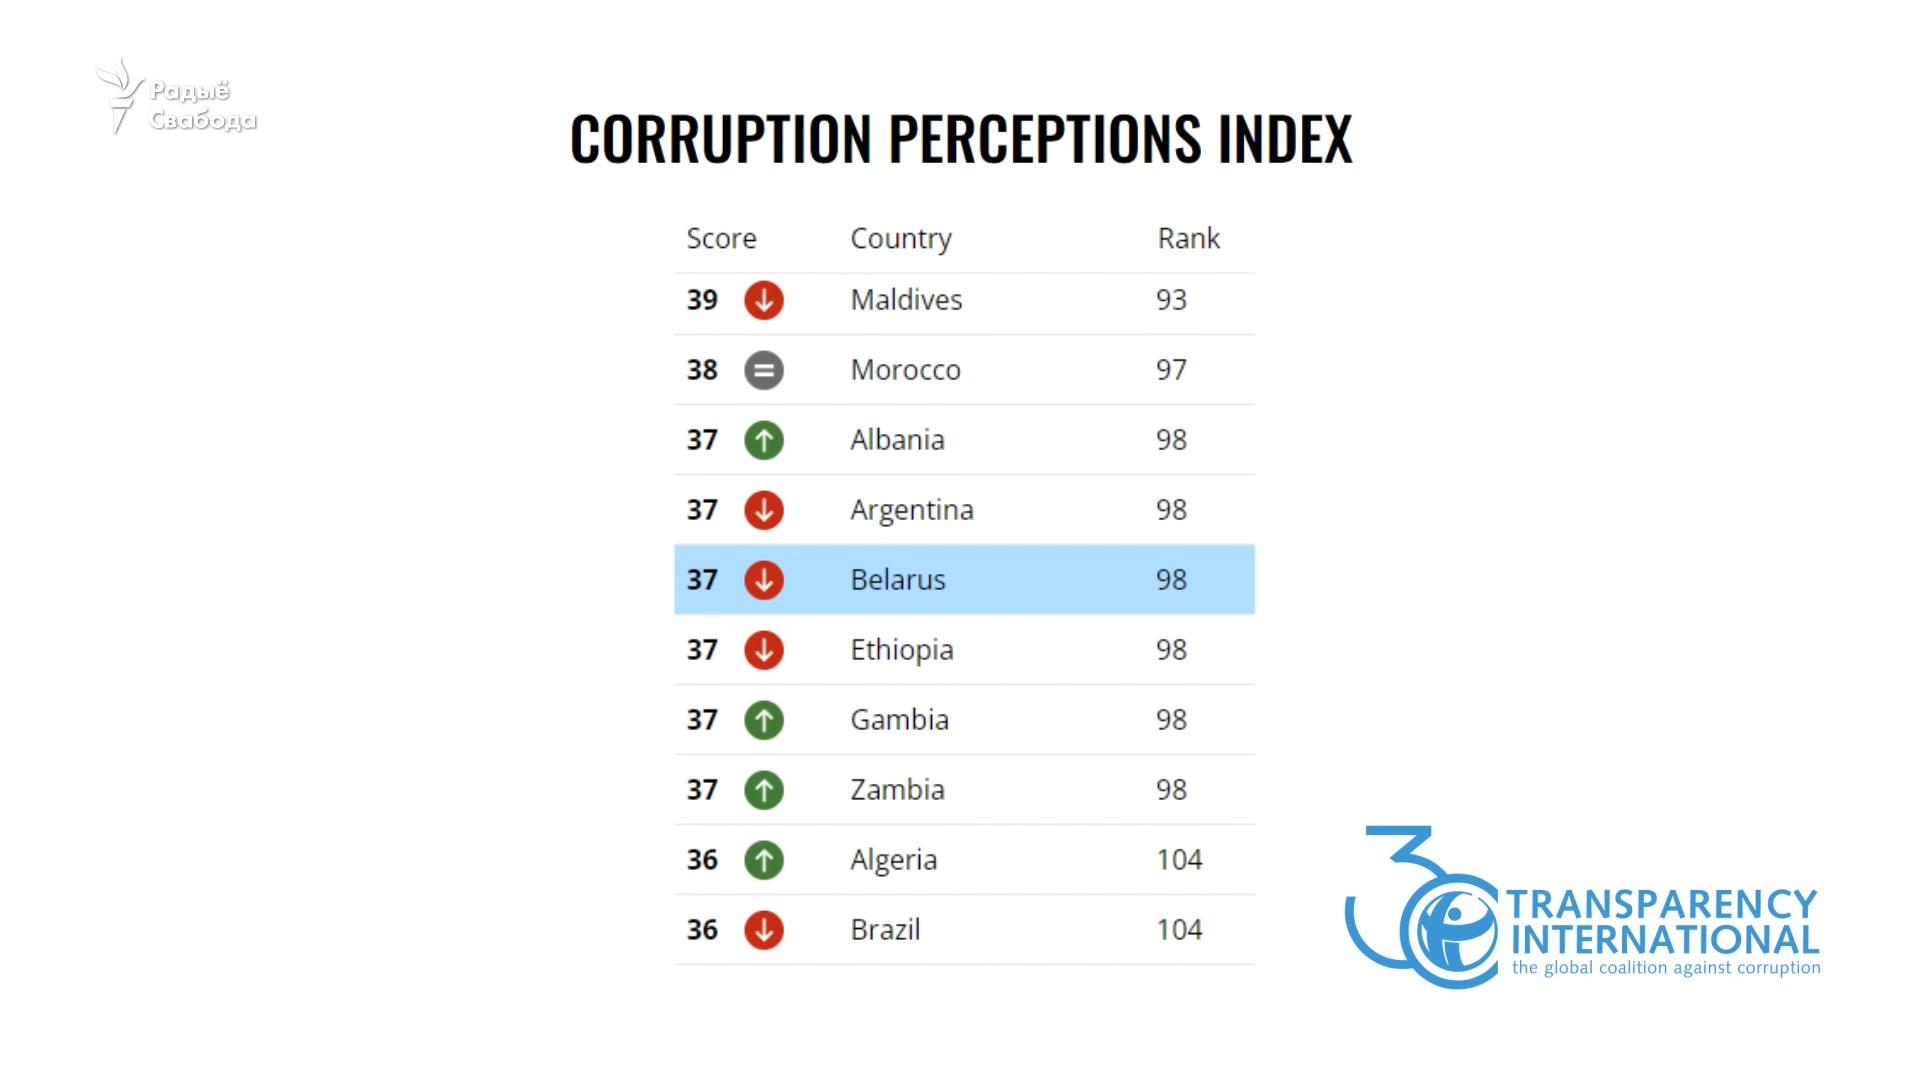 Радыё
Свабода
CORRUPTION PERCEPTIONS INDEX
Score Country Rank
39 Maldives 93
38 Morocco 97
37 Albania 98
37 Argentina 98
37 Belarus 98
37 Ethiopia 98
37 Gambia 98
37 Zambia 98
36 Algeria 104
36 Brazil 104
30
TRANSPARENCY
INTERNATIONAL
the global coalition against corruption